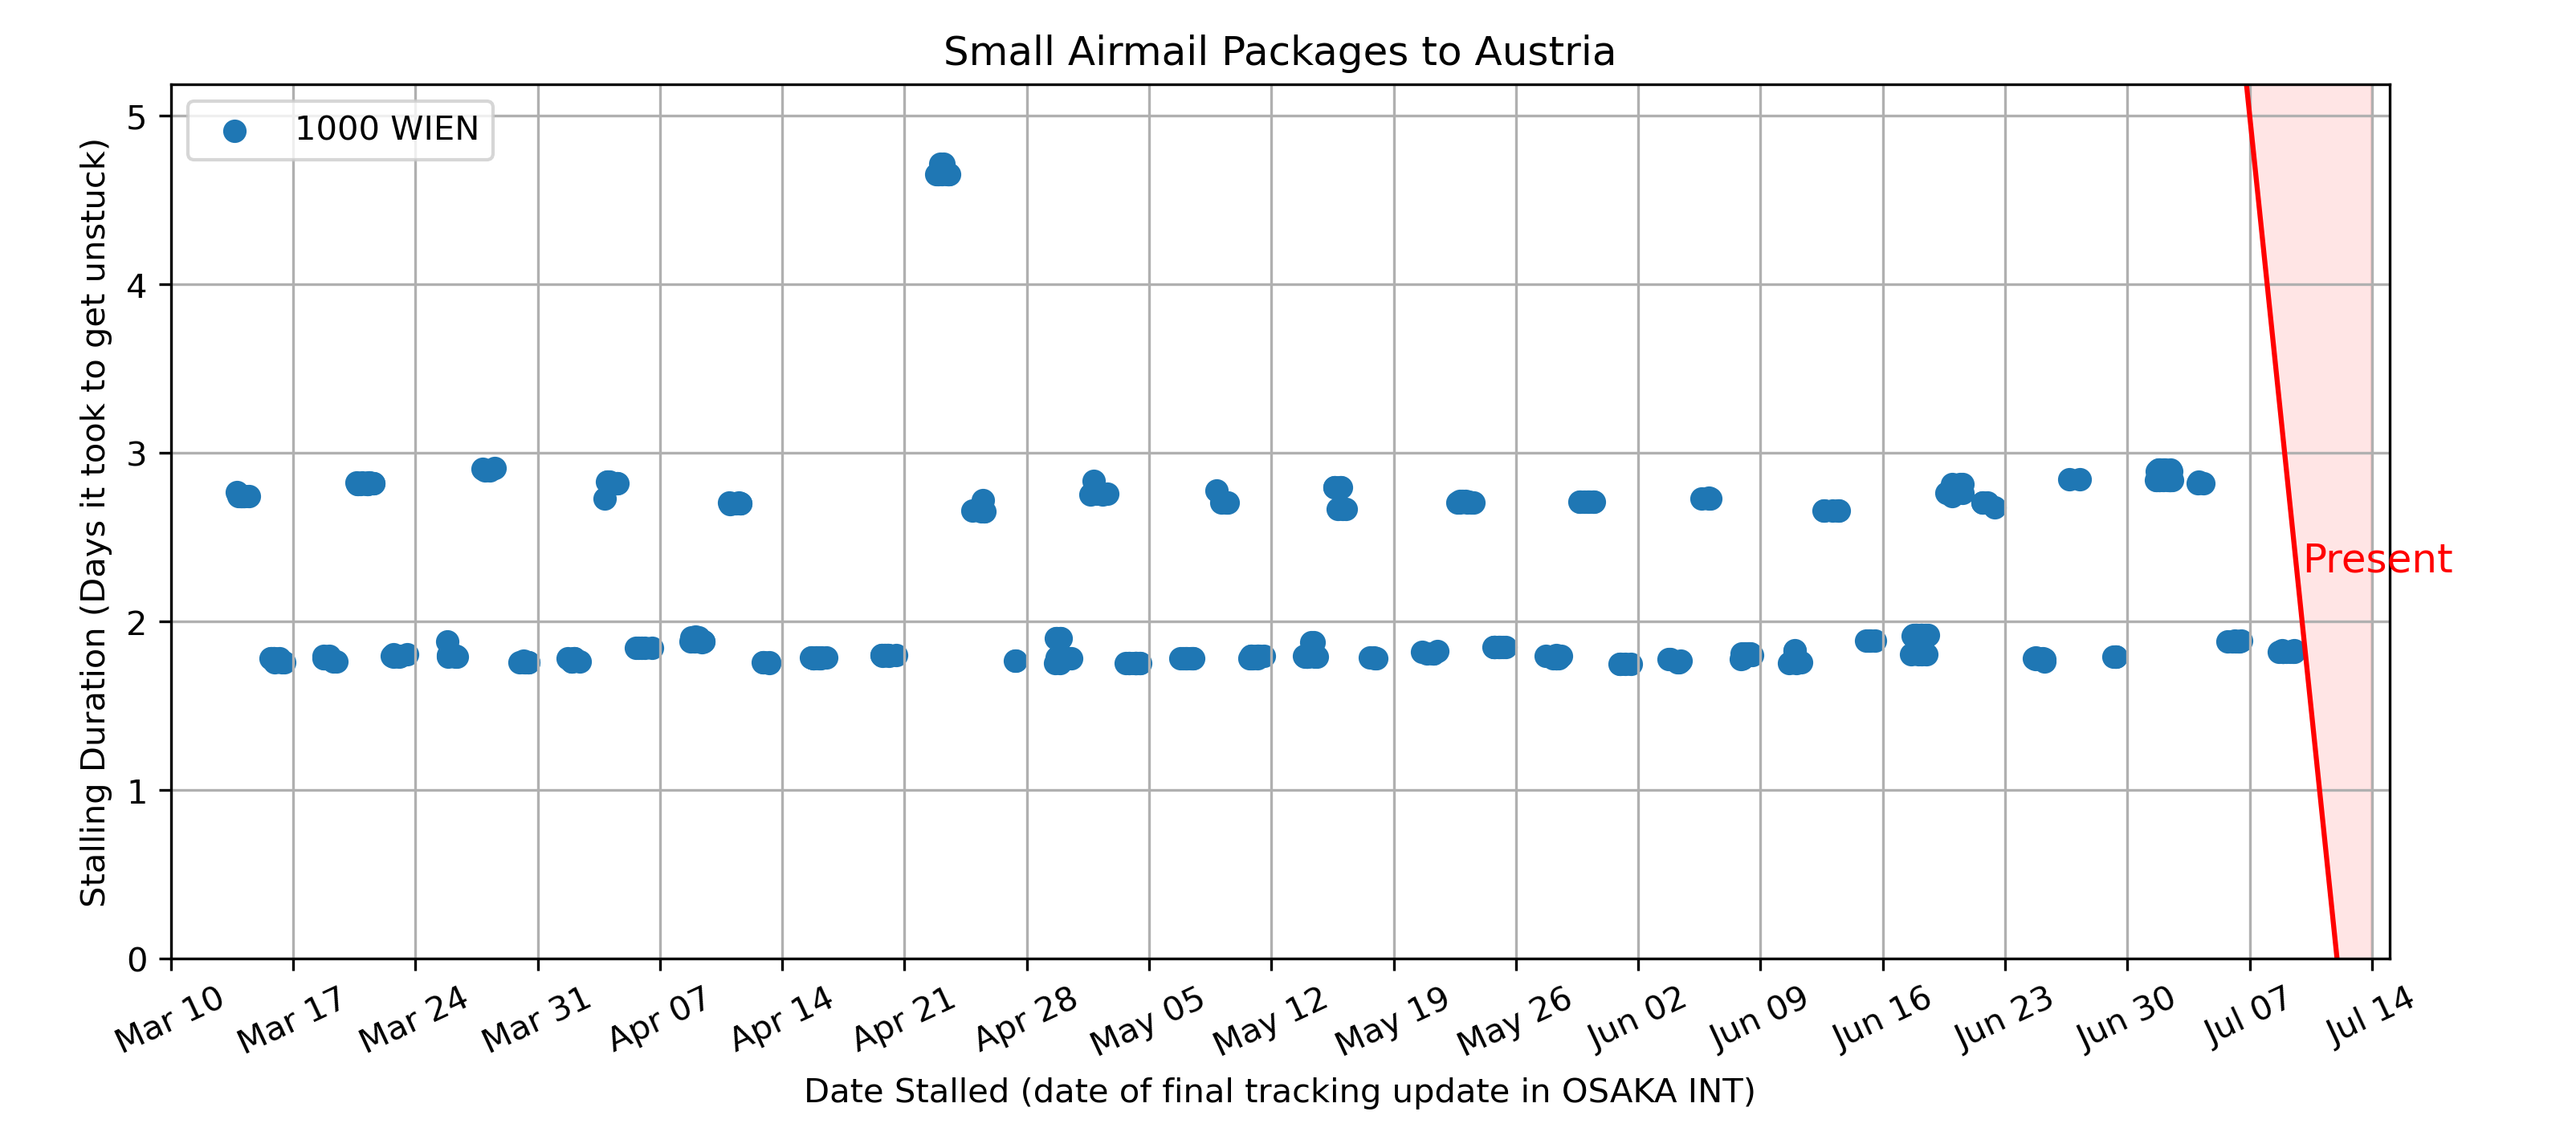 Small Airmail Packages to Austria
1000 WIEN
Stalling Duration (Days it took to get unstuck)
5
4
3
2
1
0
Present
Mar 10
Mar 17
Mar 24
Mar 31
Apr 07
Apr 14
Apr 21
Apr 28
May 05
May 12
May 19
May 26
Jun 02
Jun 09
Jun 16
Jun 23
Jun 30
Jul 07
Jul 14
Date Stalled (date of final tracking update in OSAKA INT)